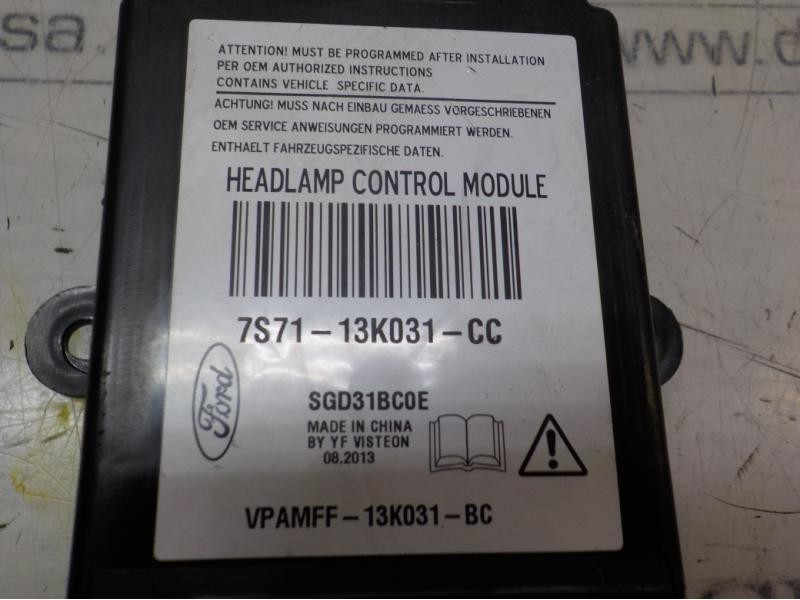 sa.
www.d
ATTENTION! MUST BE PROGRAMMED AFTER INSTALLATION
PER OEM AUTHORIZED INSTRUCTIONS
CONTAINS VEHICLE SPECIFIC DATA.
ACHTUNG! MUSS NACH EINBAU GEMAESS VORGESCHRIEBENEN
OEM SERVICE ANWEISUNGEN PROGRAMMIERT WERDEN.
ENTHAELT FAHRZEUGSPEZIFISCHE DATEN.
HEADLAMP CONTROL MODULE
7S71-13K031-CC
Ford
SGD31BC0E
MADE IN CHINA
BY YF VISTEON
08.2013
VPAMFF-13K031-BC